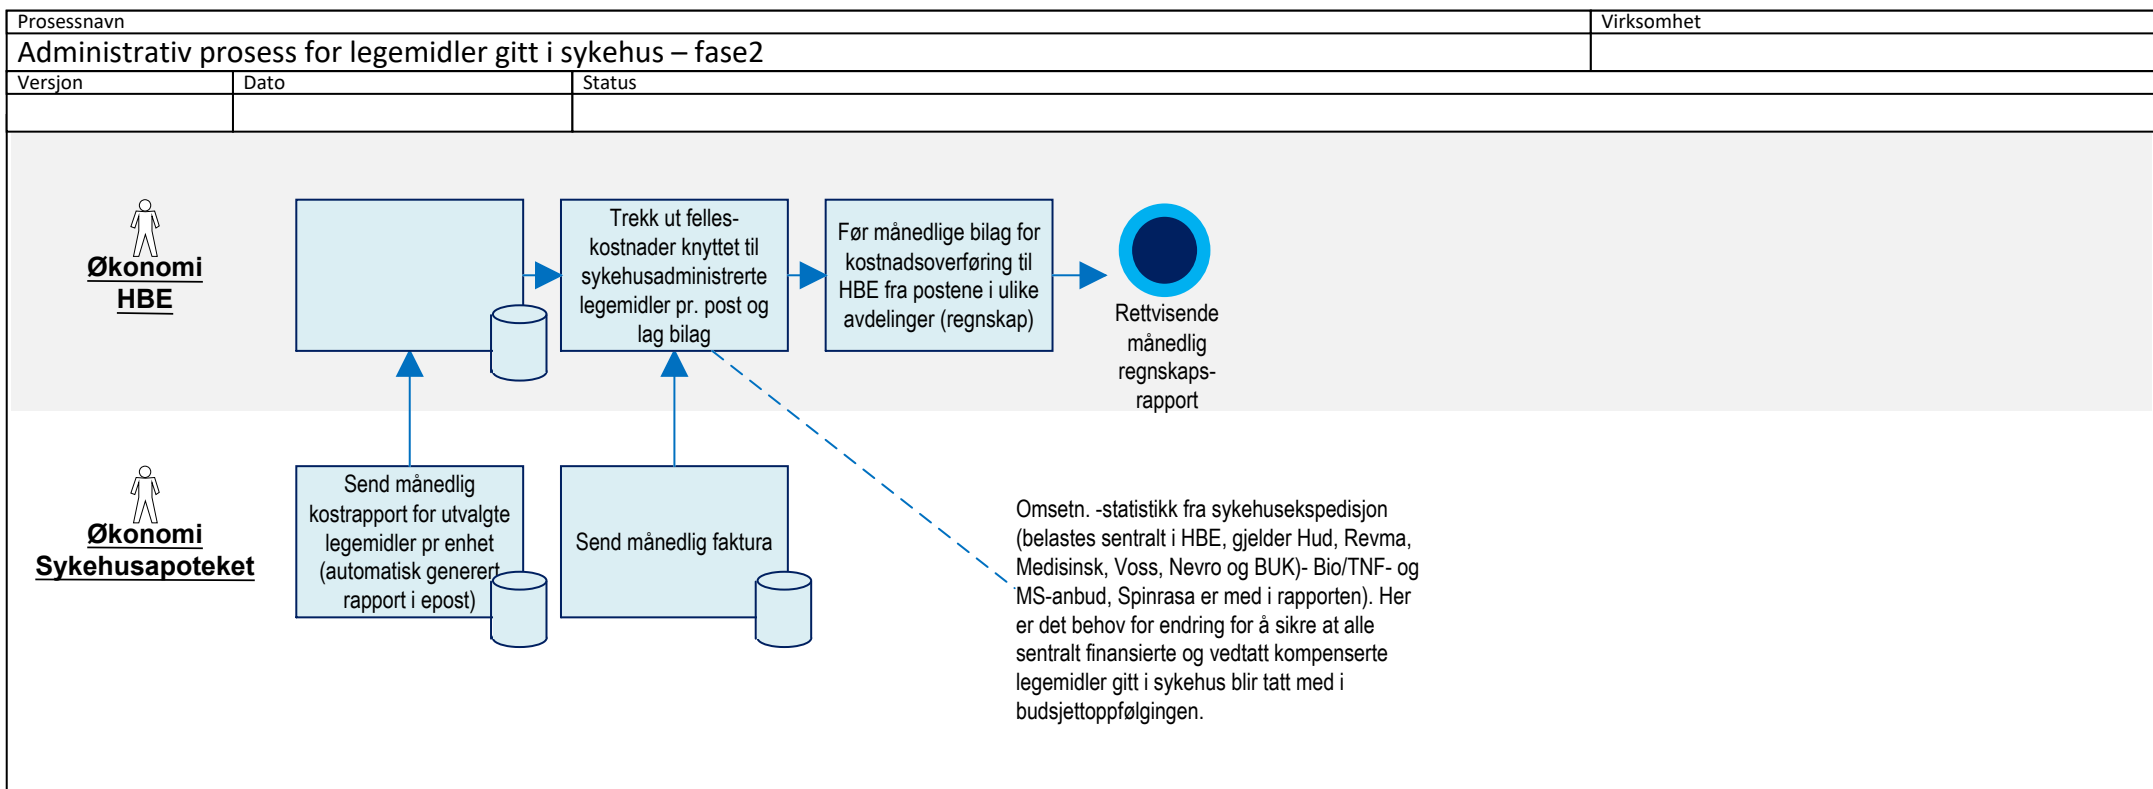 Prosessnavn
Virksomhet
Administrativ prosess for legemidler gitt i sykehus – fase2
Versjon
Dato
Status
Økonomi
HBE
Trekk ut felles-
kostnader knyttet til
sykehusadministrerte
legemidler pr. post og
lag bilag
Før månedlige bilag for
kostnadsoverføring til
HBE fra postene i ulike
avdelinger (regnskap)
Rettvisende
månedlig
regnskaps-
rapport
Økonomi
Sykehusapoteket
Send månedlig
kostrapport for utvalgte
legemidler pr enhet
(automatisk generert
rapport i epost)
Send månedlig faktura
Omsetn. -statistikk fra sykehusekspedisjon
(belastes sentralt i HBE, gjelder Hud, Revma,
Medisinsk, Voss, Nevro og BUK)- Bio/TNF- og
MS-anbud, Spinrasa er med i rapporten). Her
er det behov for endring for å sikre at alle
sentralt finansierte og vedtatt kompenserte
legemidler gitt i sykehus blir tatt med i
budsjettoppfølgingen.